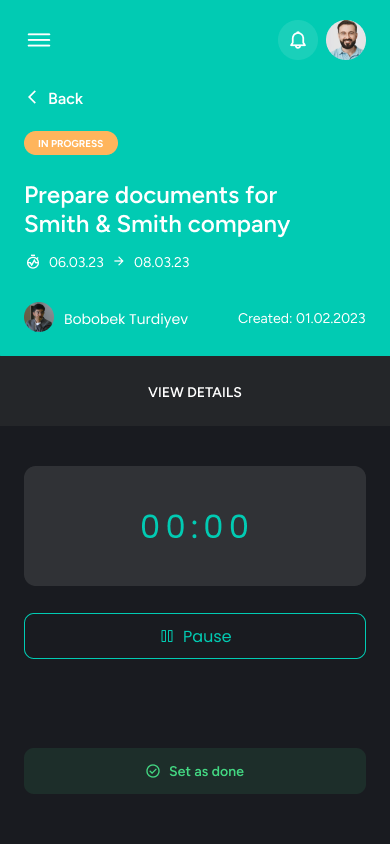 Back
IN PROGRESS
Prepare documents for
Smith & Smith company
06.03.23 → 08.03.23
Bobobek Turdiyev Created: 01.02.2023
VIEW DETAILS
00:00
Pause
Set as done